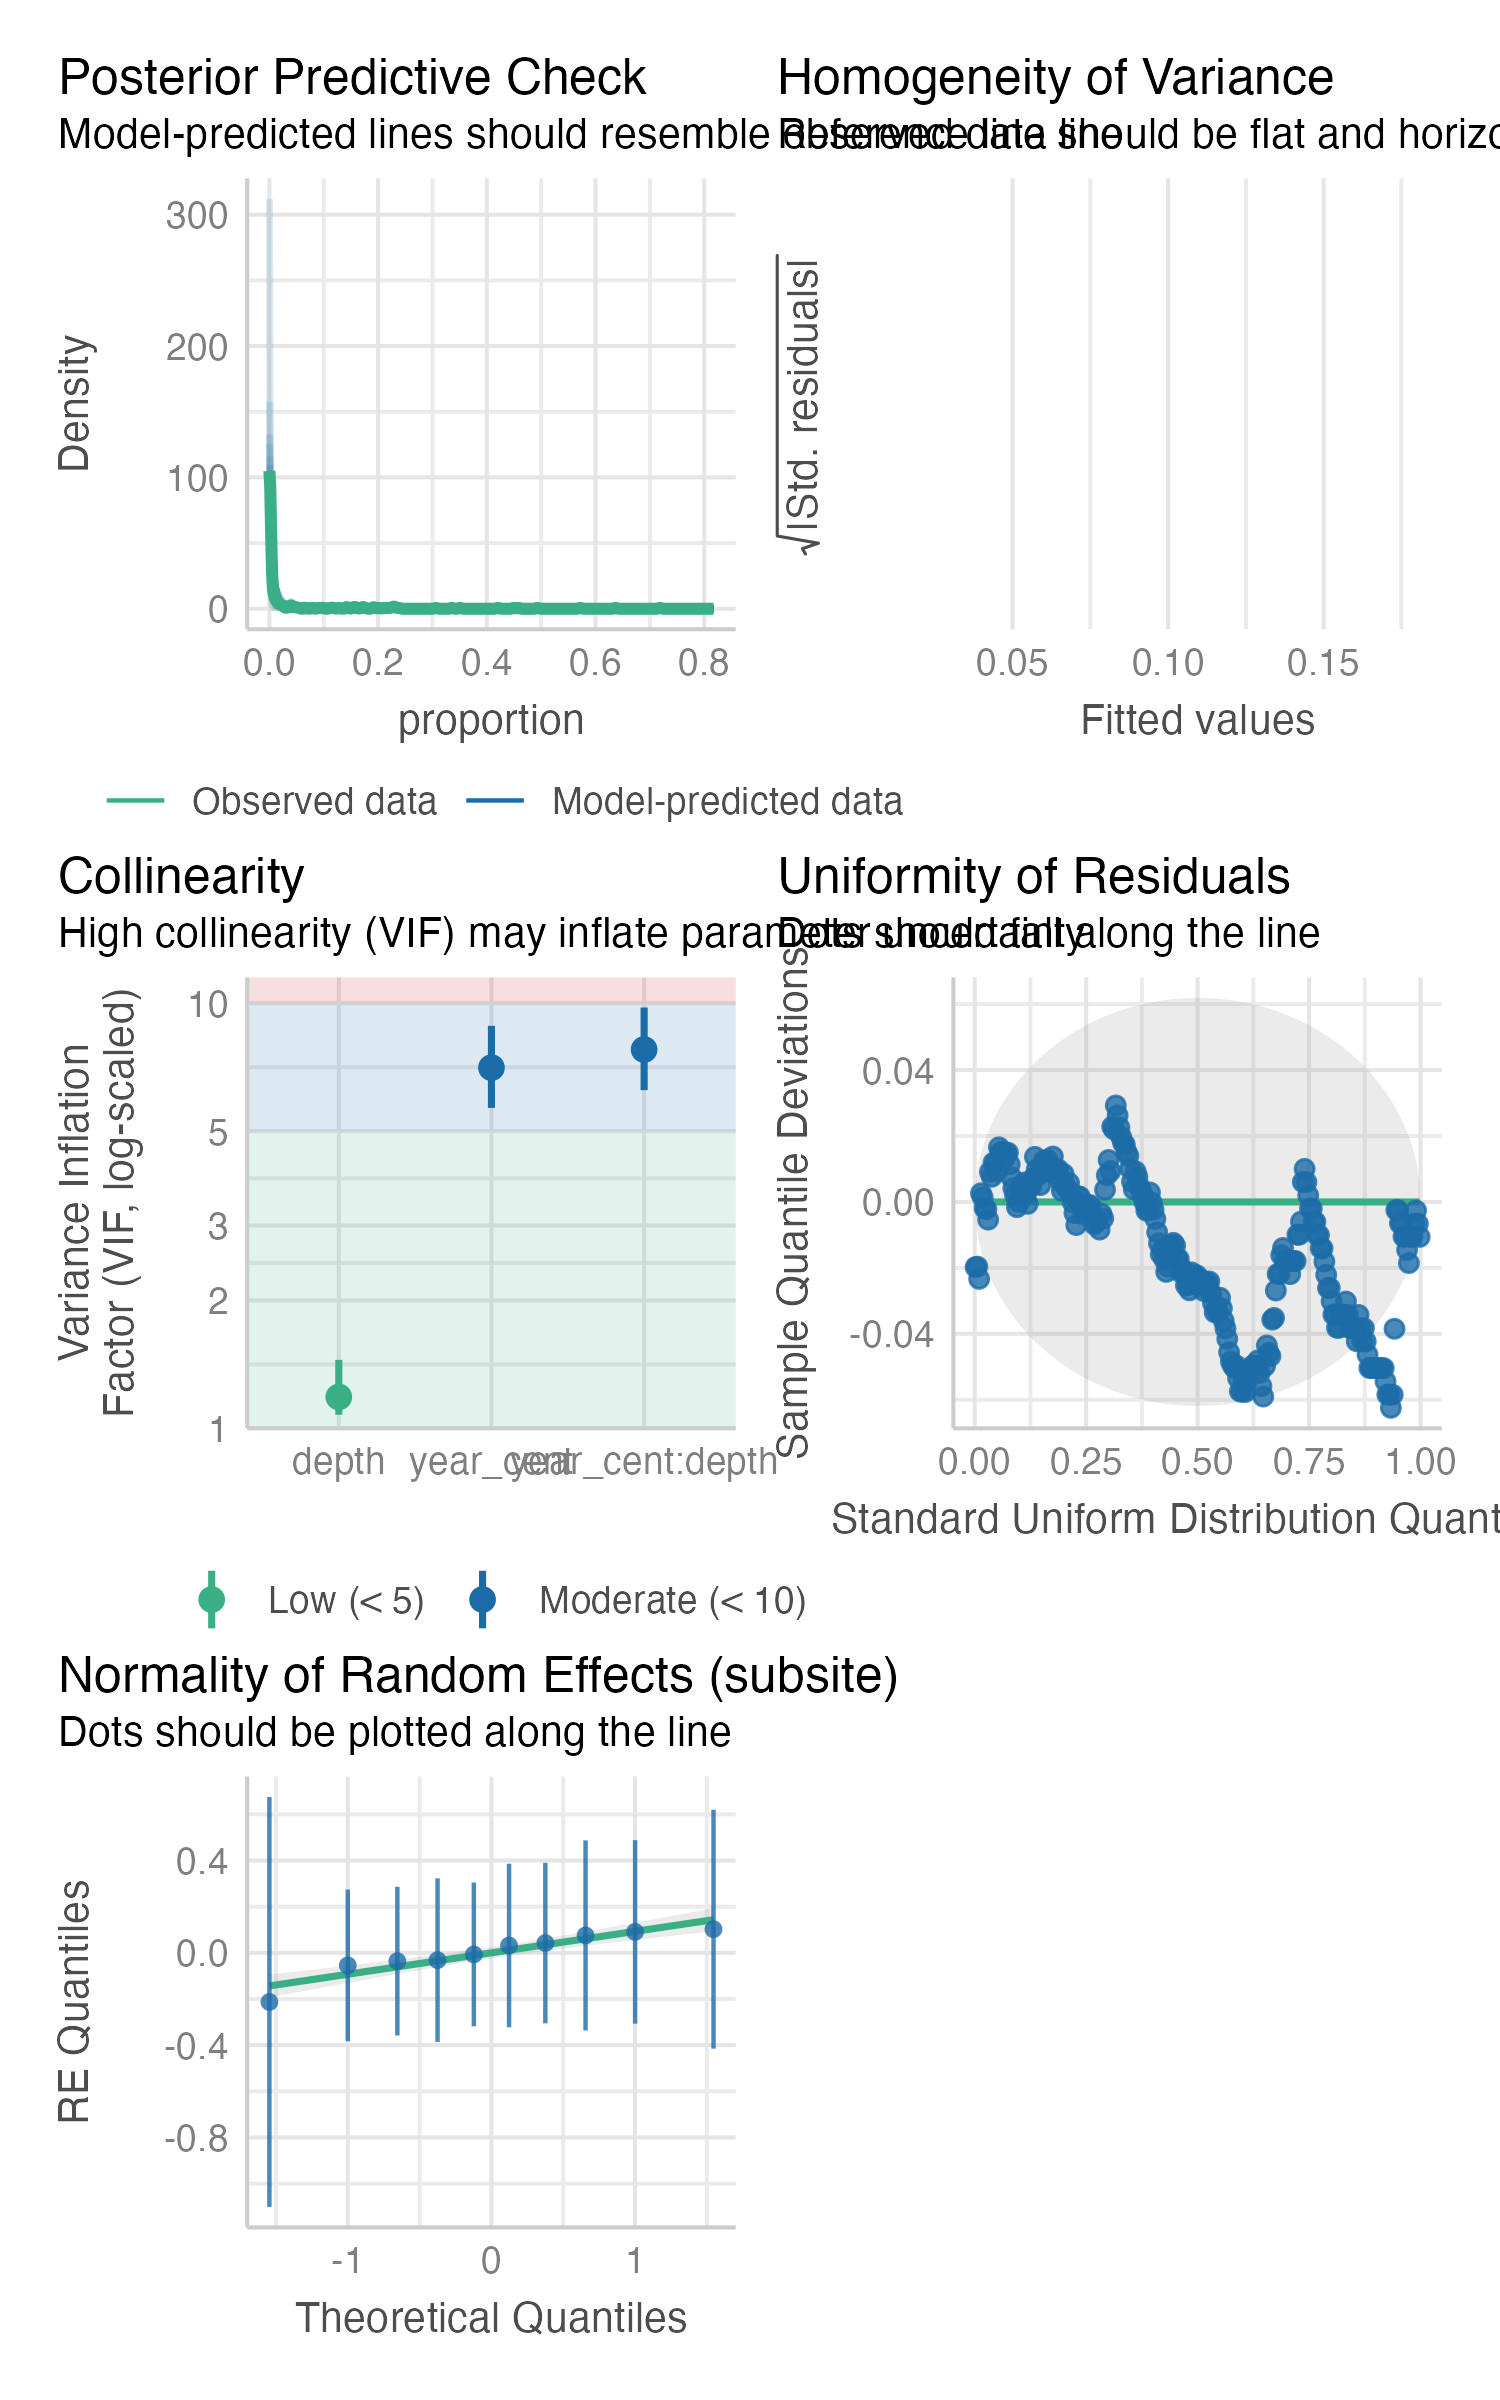 Posterior Predictive Check
Model-predicted lines should resemble observed data line
300
200
100
0
Density
0.0 0.2 0.4 0.6 0.8
proportion
Observed data Model-predicted data
Homogeneity of Variance
Reference line should be flat and horizo
√|Std. residuals|
0.05 0.10 0.15
Fitted values
Collinearity
High collinearity (VIF) may inflate parameter uncertainty
Variance Inflation
Factor (VIF, log-scaled)
10
5
3
2
1
depth year_cent year_cent:depth
Low (< 5) Moderate (< 10)
Uniformity of Residuals
Dots should fall along the line
Sample Quantile Deviations
0.04
0.00
-0.04
0.00 0.25 0.50 0.75 1.00
Standard Uniform Distribution Quant
Normality of Random Effects (subsite)
Dots should be plotted along the line
RE Quantiles
0.4
0.0
-0.4
-0.8
-1 0 1
Theoretical Quantiles